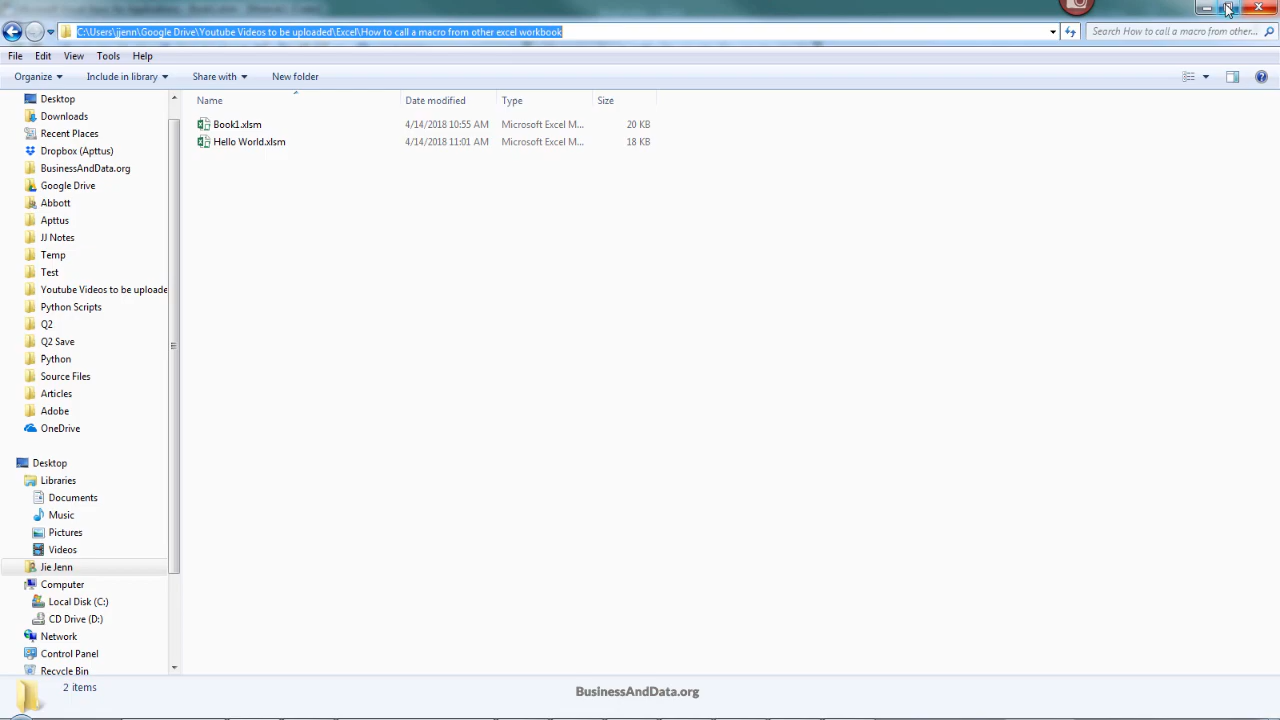 C:\Users\jjenn\Google Drive\Youtube Videos to be uploaded\Excel\How to call a macro from other excel workbook
Search How to call a macro from other...
File Edit View Tools Help
Organize Include in library Share with New folder
Name Date modified Type Size
Book1.xlsm 4/14/2018 10:55 AM Microsoft Excel M... 20 KB
Hello World.xlsm 4/14/2018 11:01 AM Microsoft Excel M... 18 KB
Desktop
Downloads
Recent Places
Dropbox (Apttus)
BusinessAndData.org
Google Drive
Abbott
Apttus
JJ Notes
Temp
Test
Youtube Videos to be uploade
Python Scripts
Q2
Q2 Save
Python
Source Files
Articles
Adobe
OneDrive
Desktop
Libraries
Documents
Music
Pictures
Videos
Jie Jenn
Computer
Local Disk (C:)
CD Drive (D:)
Network
Control Panel
Recycle Bin
2 items
BusinessAndData.org